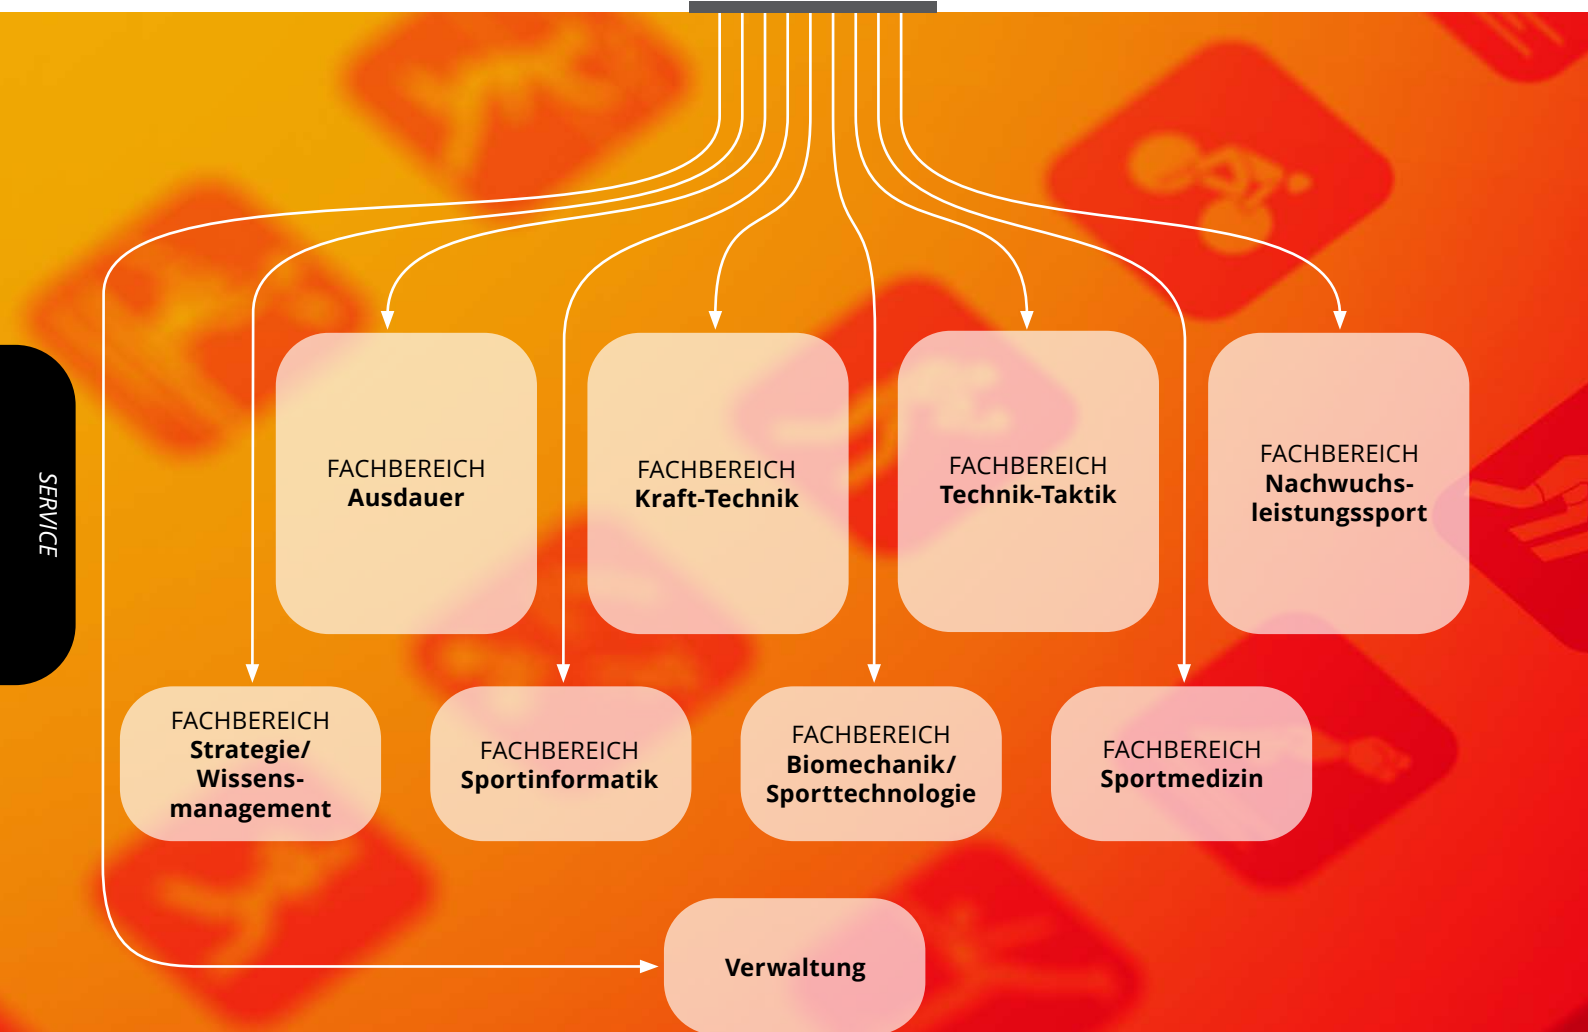 SERVICE
FACHBEREICH
Ausdauer
FACHBEREICH
Kraft-Technik
FACHBEREICH
Technik-Taktik
FACHBEREICH
Nachwuchs-
leistungssport
FACHBEREICH
Strategie/
Wissens-
management
FACHBEREICH
Sportinformatik
FACHBEREICH
Biomechanik/
Sporttechnologie
FACHBEREICH
Sportmedizin
Verwaltung